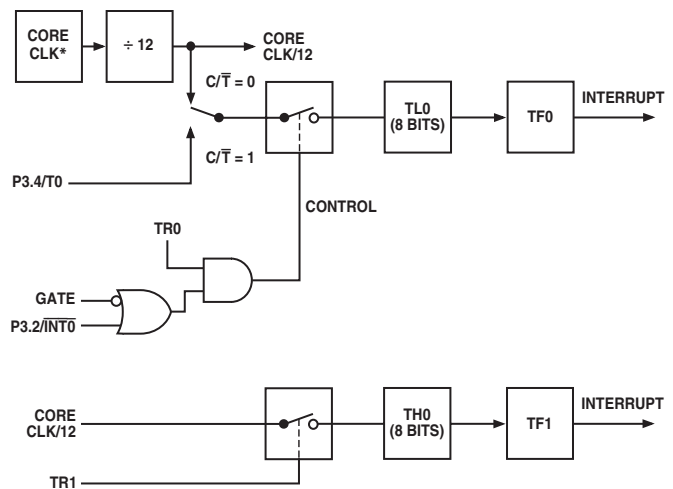 CORE
CLK*
÷ 12
CORE
CLK/12
C/T̅ = 0
C/T̅ = 1
TL0
(8 BITS)
TF0
INTERRUPT
P3.4/T0
CONTROL
TR0
GATE
P3.2/I̅N̅T̅0̅
CORE
CLK/12
TH0
(8 BITS)
TF1
INTERRUPT
TR1